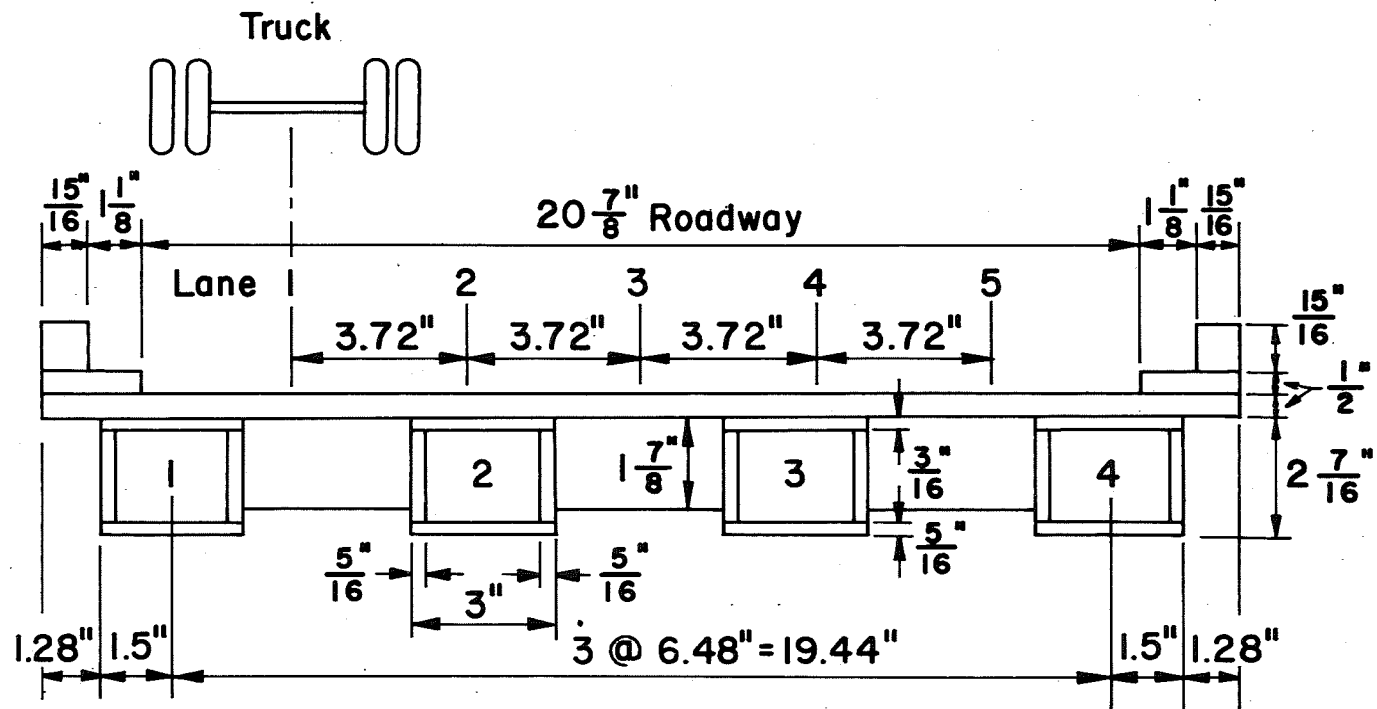 Truck
15/16" 1 1/8" 20 7/8" Roadway 1 1/8" 15/16"
Lane 1 2 3 4 5
3.72" 3.72" 3.72" 3.72"
15/16"
1/2"
1 2 1 7/8" 3 3/16" 4 2 7/16"
5/16" 5/16" 5/16"
3"
1.28" 1.5" 3 @ 6.48"=19.44" 1.5" 1.28"